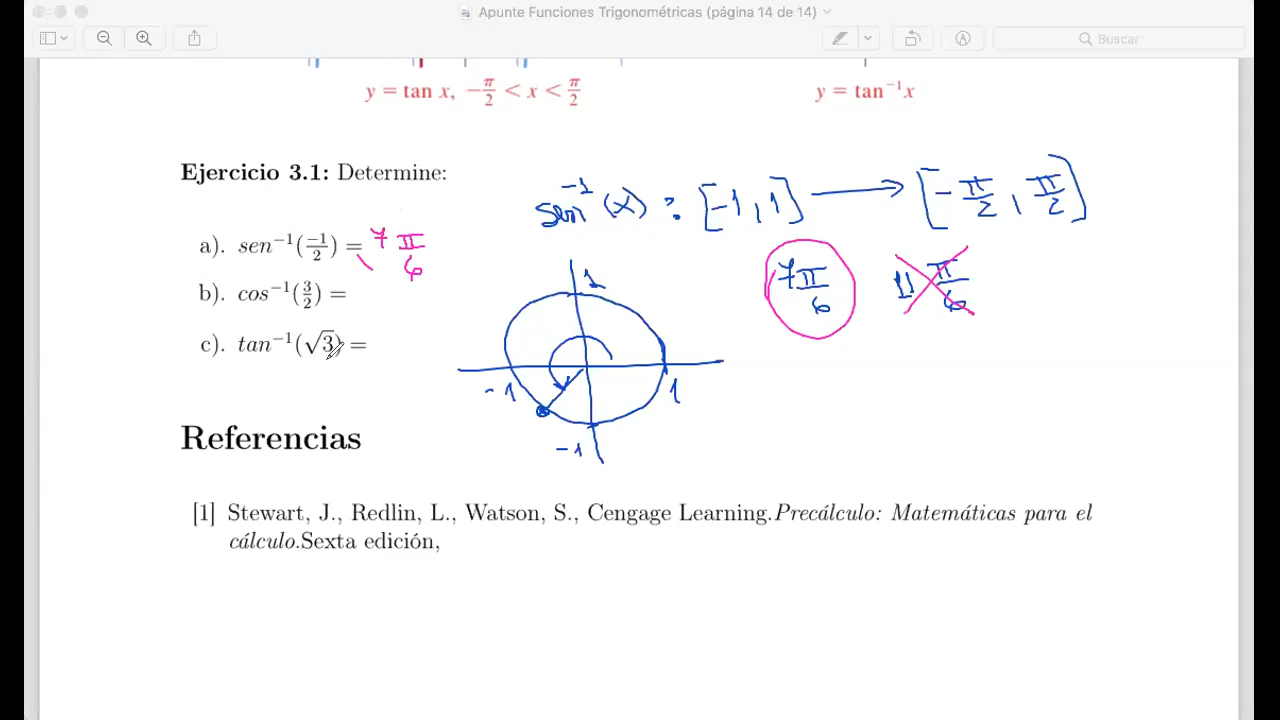 Apunte Funciones Trigonométricas (página 14 de 14)
Buscar
y = tan x, -π/2 < x < π/2
y = tan⁻¹x
Ejercicio 3.1: Determine:
sen⁻¹(x) : [-1, 1] → [-π/2, π/2]
a). sen⁻¹(-1/2) = 7π/6
7π/6 11π/6
b). cos⁻¹(3/2) =
c). tan⁻¹(√3) =
1
-1 1
-1
Referencias
[1] Stewart, J., Redlin, L., Watson, S., Cengage Learning.Precálculo: Matemáticas para el
cálculo.Sexta edición,